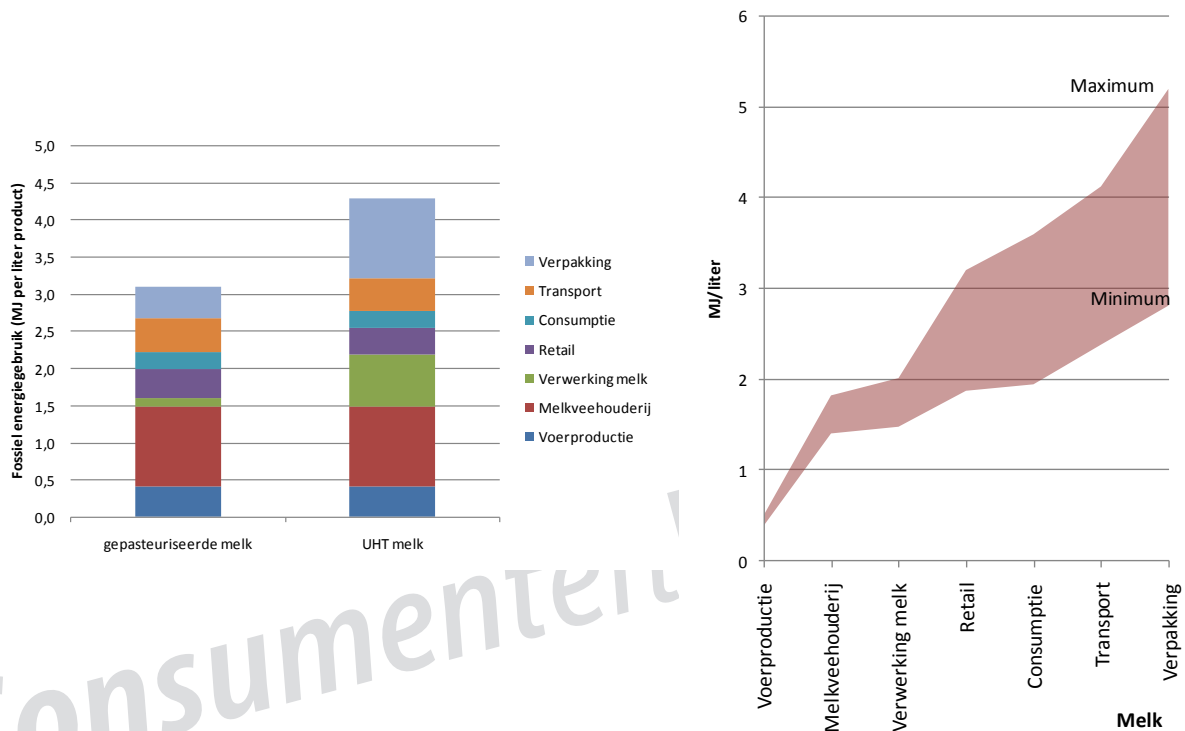 Fossiel energiegebruik (MJ per liter product)
5,0
4,5
4,0
3,5
3,0
2,5
2,0
1,5
1,0
0,5
0,0
gepasteuriseerde melk
UHT melk
Verpakking
Transport
Consumptie
Retail
Verwerking melk
Melkveehouderij
Voerproductie
MJ/liter
6
5
4
3
2
1
0
Maximum
Minimum
Voerproductie
Melkveehouderij
Verwerking melk
Retail
Consumptie
Transport
Verpakking
Melk